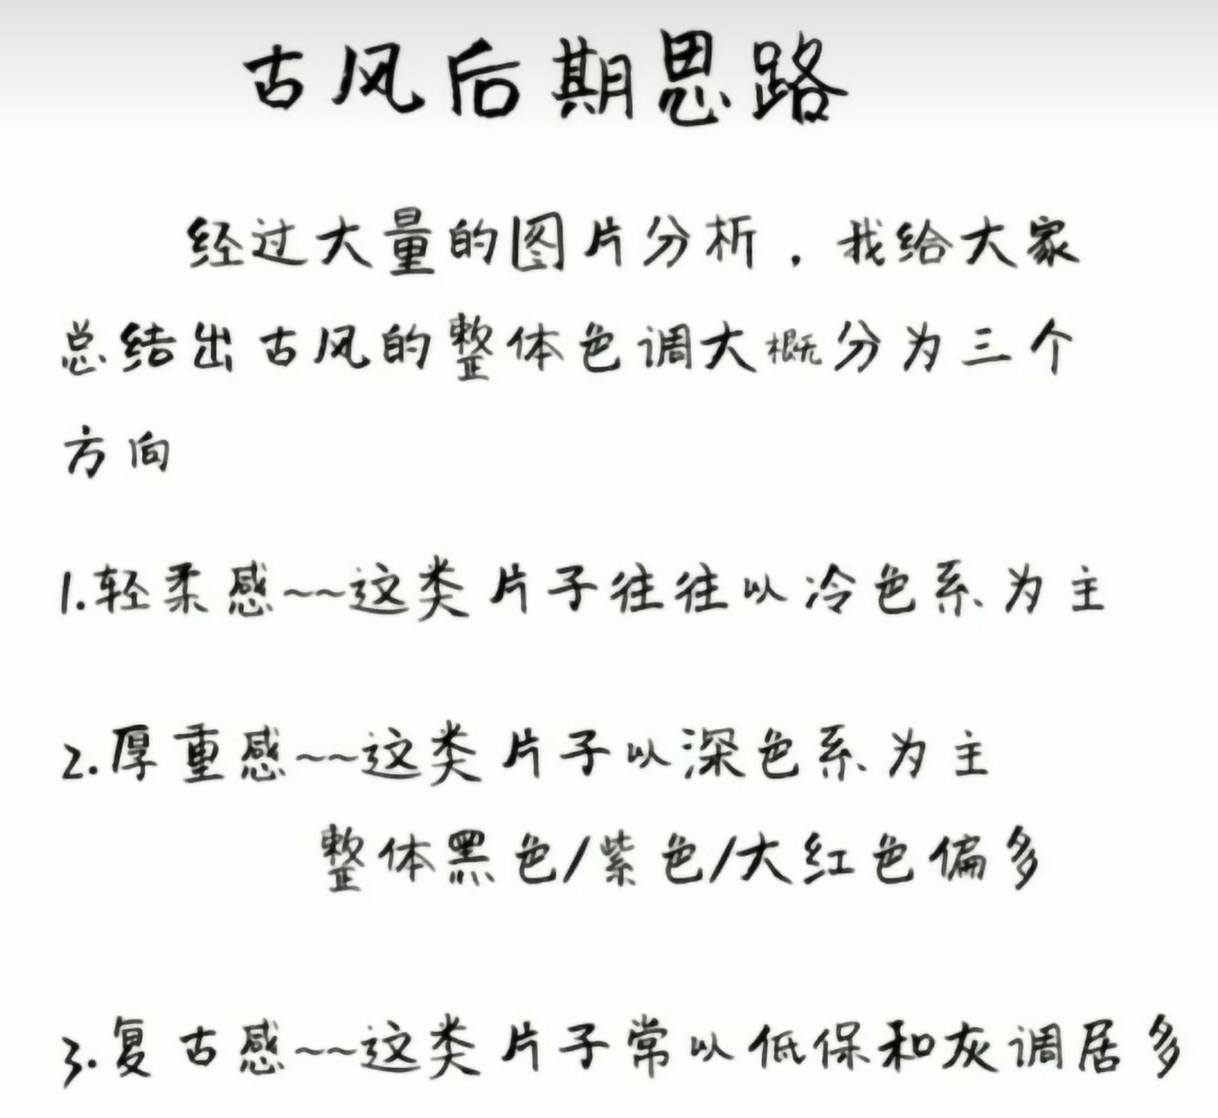 古风后期思路
经过大量的图片分析，我给大家
总结出古风的整体色调大概分为三个
方向
1.轻柔感~~这类片子往往以冷色系为主
2.厚重感~~这类片子以深色系为主
整体黑色/紫色/大红色偏多
3.复古感~~这类片子常以低保和灰调居多